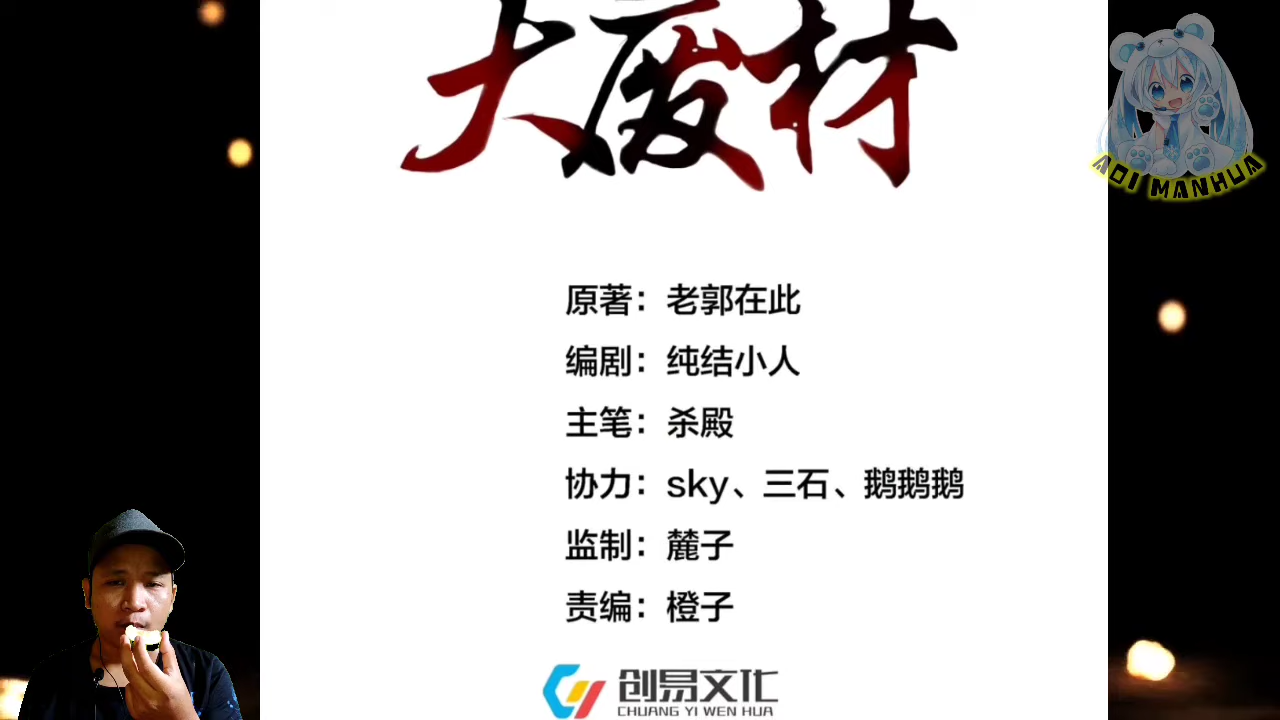 大废材
AOI MANHUA
原著：老郭在此
编剧：纯结小人
主笔：杀殿
协力：sky、三石、鹅鹅鹅
监制：麓子
责编：橙子
创易文化
CHUANG YI WEN HUA